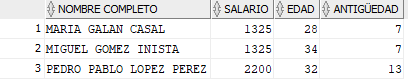 NOMBRE COMPLETO SALARIO EDAD ANTIGÜEDAD
1 MARIA GALAN CASAL 1325 28 7
2 MIGUEL GOMEZ INISTA 1325 34 7
3 PEDRO PABLO LOPEZ PEREZ 2200 32 13